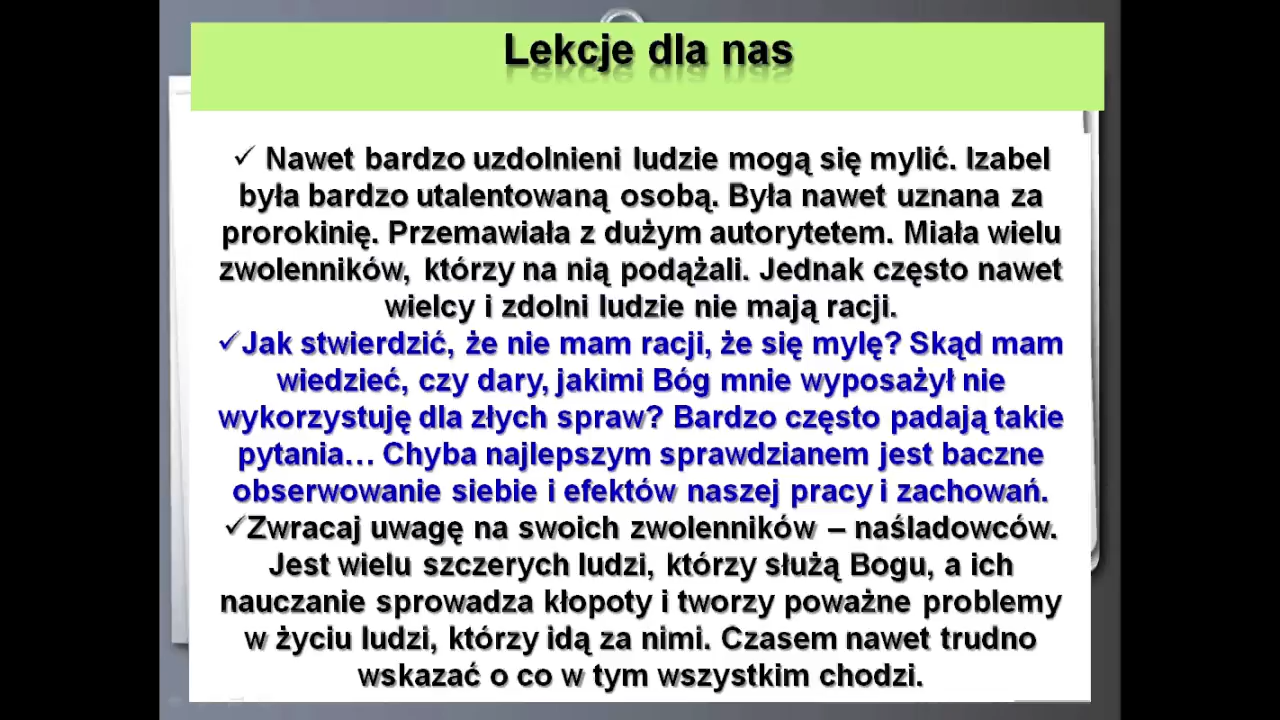 Lekcje dla nas
✓ Nawet bardzo uzdolnieni ludzie mogą się mylić. Izabel
była bardzo utalentowaną osobą. Była nawet uznana za
prorokinię. Przemawiała z dużym autorytetem. Miała wielu
zwolenników, którzy na nią podążali. Jednak często nawet
wielcy i zdolni ludzie nie mają racji.
✓Jak stwierdzić, że nie mam racji, że się mylę? Skąd mam
wiedzieć, czy dary, jakimi Bóg mnie wyposażył nie
wykorzystuję dla złych spraw? Bardzo często padają takie
pytania… Chyba najlepszym sprawdzianem jest baczne
obserwowanie siebie i efektów naszej pracy i zachowań.
✓Zwracaj uwagę na swoich zwolenników – naśladowców.
Jest wielu szczerych ludzi, którzy służą Bogu, a ich
nauczanie sprowadza kłopoty i tworzy poważne problemy
w życiu ludzi, którzy idą za nimi. Czasem nawet trudno
wskazać o co w tym wszystkim chodzi.